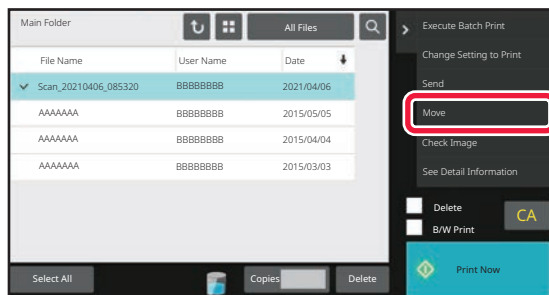 Main Folder
All Files
File Name User Name Date
Scan_20210406_085320 BBBBBBBB 2021/04/06
AAAAAAA BBBBBBBB 2015/05/05
AAAAAAA BBBBBBBB 2015/04/04
AAAAAAA BBBBBBBB 2015/03/03
Select All
Copies
Delete
Execute Batch Print
Change Setting to Print
Send
Move
Check Image
See Detail Information
Delete
B/W Print
CA
Print Now